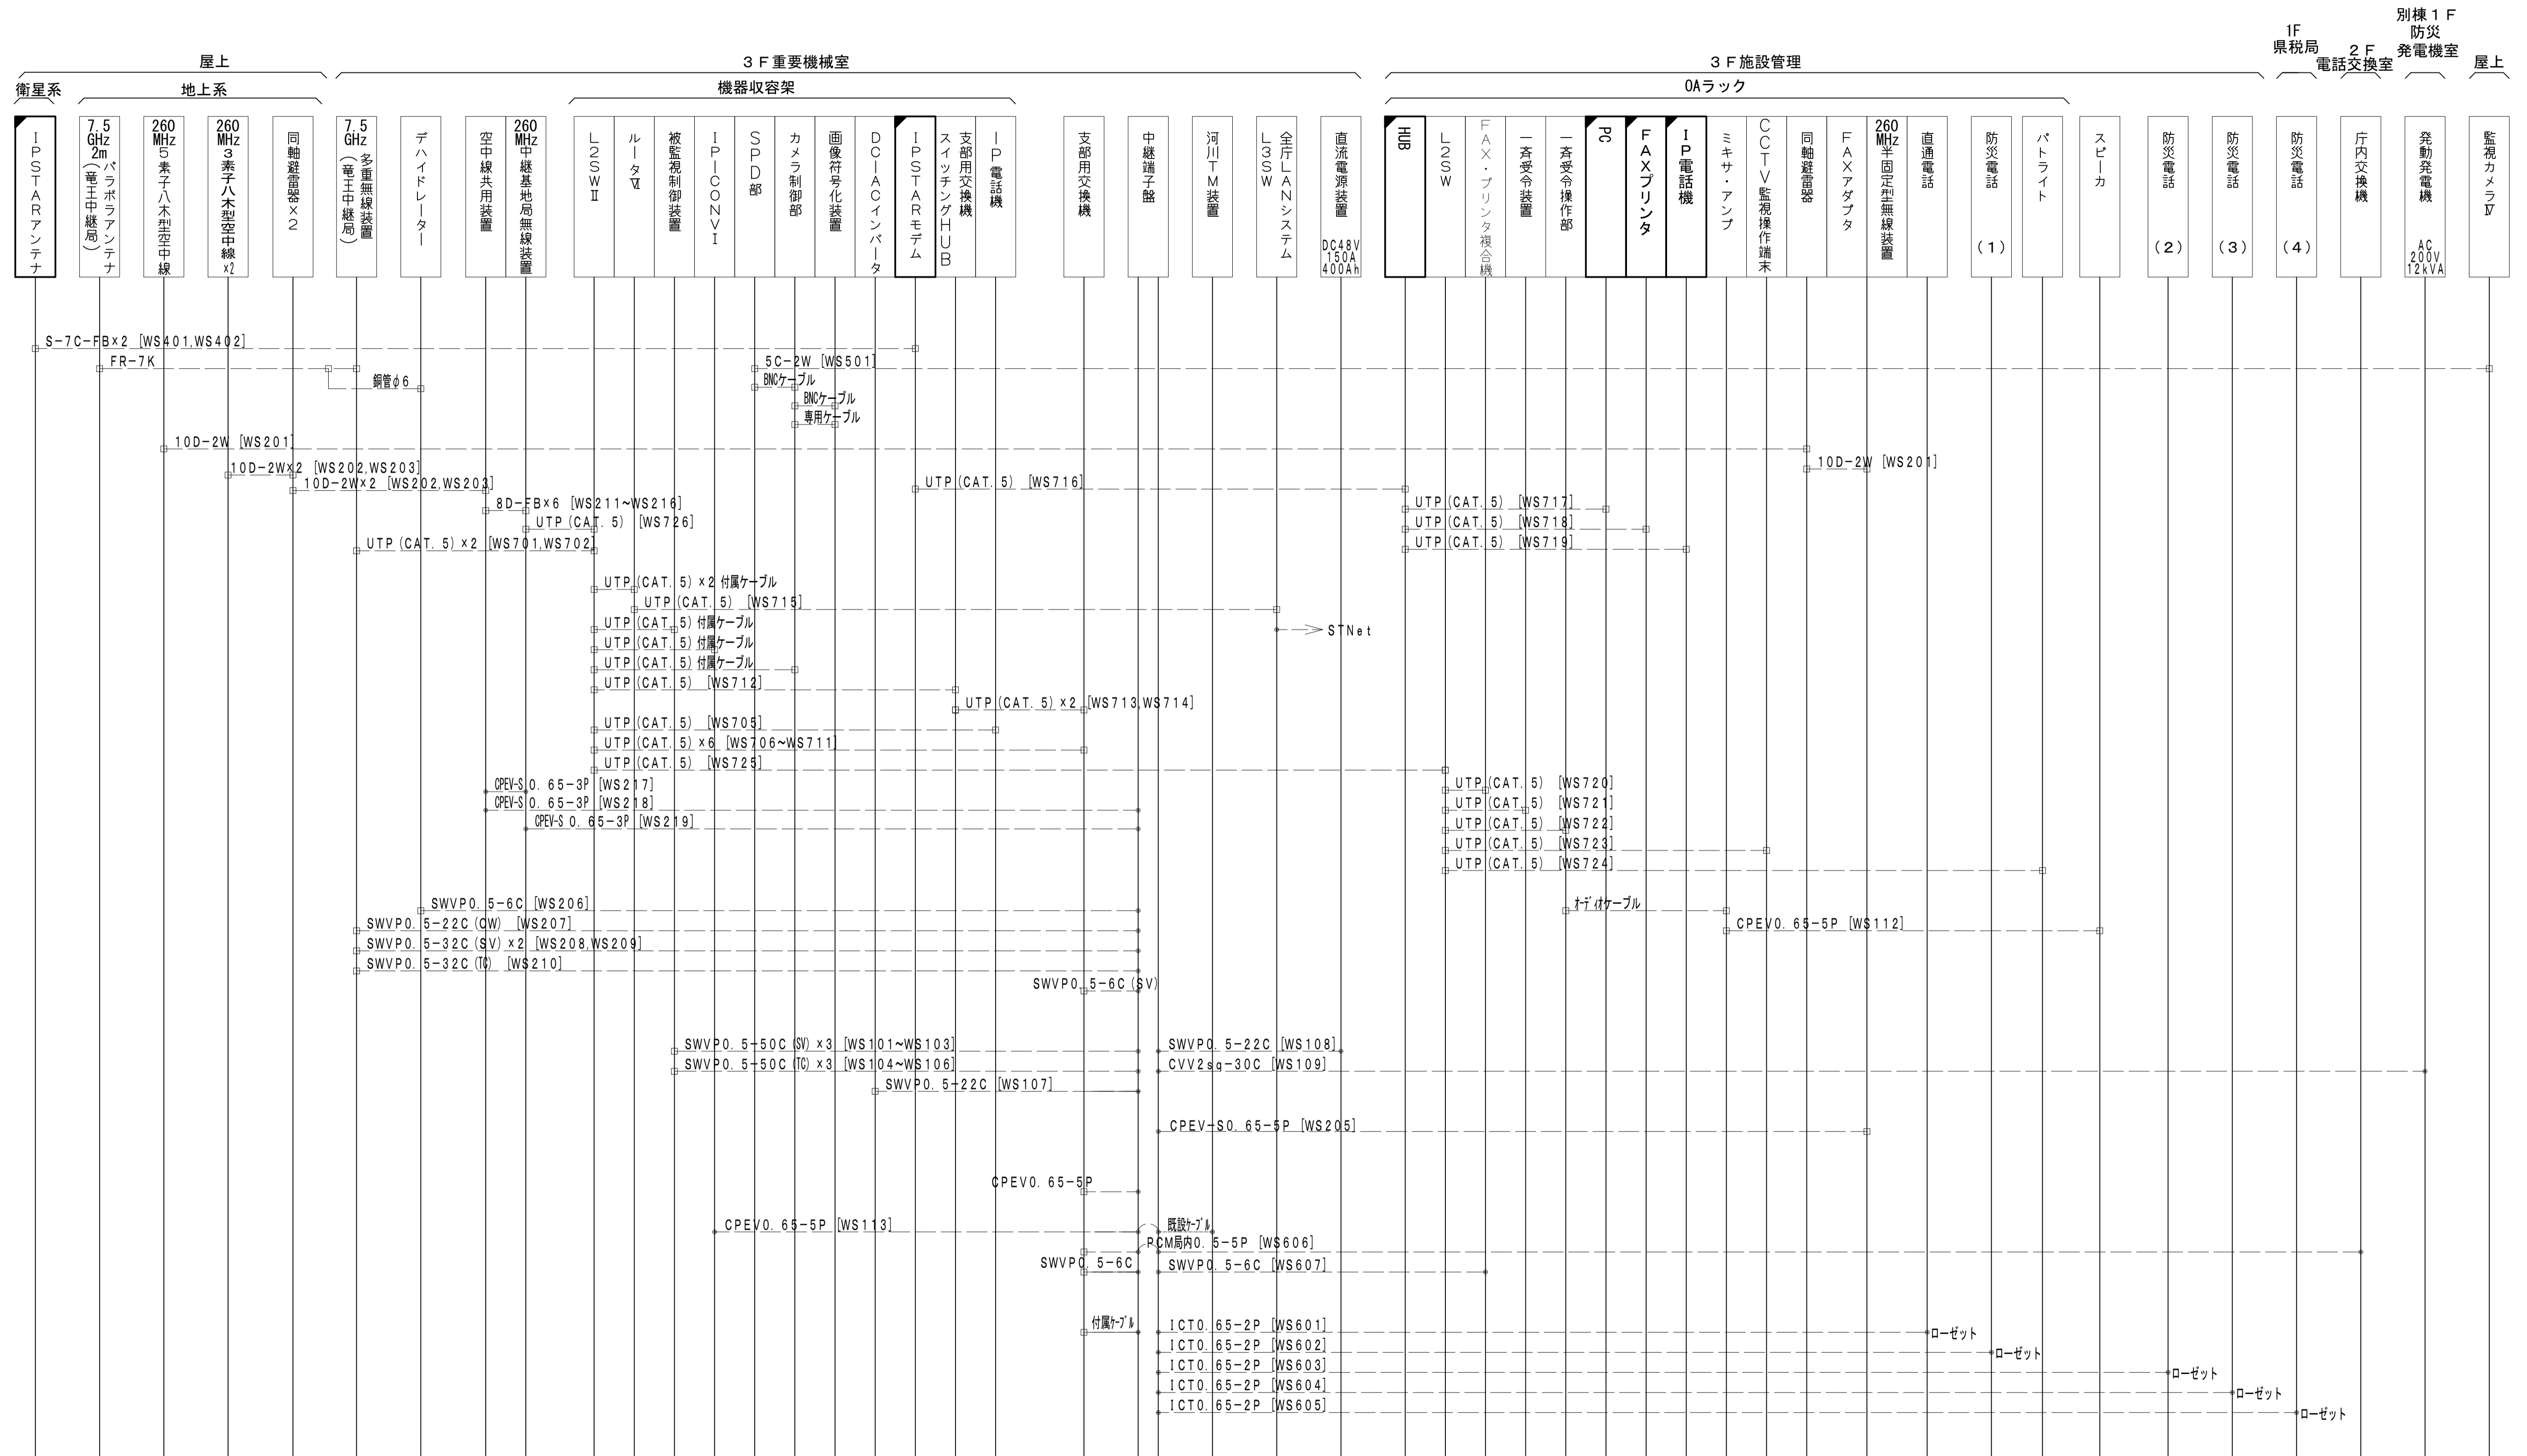 別棟１Ｆ
防災
発電機室
1F
県税局
２Ｆ
電話交換室
屋上
屋上
３Ｆ重要機械室
３Ｆ施設管理
衛星系
地上系
機器収容架
OAラック
ＩＰＳＴＡＲアンテナ
7.5
GHz
2m
パラボラアンテナ
(竜王中継局)
260
MHz
５素子八木型空中線
260
MHz
３素子八木型空中線
×2
同軸避雷器×２
7.5
GHz
多重無線装置
(竜王中継局)
デハイドレーター
空中線共用装置
260
MHz
中継基地局無線装置
Ｌ２ＳＷⅡ
ルータⅥ
被監視制御装置
ＩＰ－ＣＯＮＶⅠ
ＳＰＤ部
カメラ制御部
画像符号化装置
ＤＣ－ＡＣインバータ
ＩＰＳＴＡＲモデム
支部用交換機
スイッチングＨＵＢ
ＩＰ電話機
支部用交換機
中継端子盤
河川ＴＭ装置
全庁ＬＡＮシステム
Ｌ３ＳＷ
直流電源装置
DC48V
150A
400Ah
HUB
Ｌ２ＳＷ
ＦＡＸ・プリンタ複合機
一斉受令装置
一斉受令操作部
PC
ＦＡＸプリンタ
ＩＰ電話機
ミキサ・アンプ
ＣＣＴＶ監視操作端末
同軸避雷器
ＦＡＸアダプタ
260
MHz
半固定型無線装置
直通電話
防災電話
(1)
パトライト
スピーカ
防災電話
(2)
防災電話
(3)
防災電話
(4)
庁内交換機
発動発電機
AC
200V
12kVA
監視カメラⅣ
S-7C-FB×2 [WS401,WS402]
FR-7K
5C-2W [WS501]
銅管φ6
BNCケーブル
BNCケーブル
専用ケーブル
10D-2W [WS201]
10D-2W×2 [WS202,WS203]
10D-2W [WS201]
10D-2W×2 [WS202,WS203]
UTP(CAT.5) [WS716]
8D-FB×6 [WS211~WS216]
UTP(CAT.5) [WS717]
UTP(CAT.5) [WS726]
UTP(CAT.5) [WS718]
UTP(CAT.5)×2 [WS701,WS702]
UTP(CAT.5) [WS719]
UTP(CAT.5)×2 付属ケーブル
UTP(CAT.5) [WS715]
UTP(CAT.5)付属ケーブル
STNet
UTP(CAT.5)付属ケーブル
UTP(CAT.5)付属ケーブル
UTP(CAT.5) [WS712]
UTP(CAT.5)×2 [WS713,WS714]
UTP(CAT.5) [WS705]
UTP(CAT.5)×6 [WS706~WS711]
UTP(CAT.5) [WS725]
CPEV-S 0.65-3P [WS217]
UTP(CAT.5) [WS720]
CPEV-S 0.65-3P [WS218]
UTP(CAT.5) [WS721]
CPEV-S 0.65-3P [WS219]
UTP(CAT.5) [WS722]
UTP(CAT.5) [WS723]
UTP(CAT.5) [WS724]
SWVP0.5-6C [WS206]
オーディオケーブル
SWVP0.5-22C(OW) [WS207]
CPEV0.65-5P [WS112]
SWVP0.5-32C(SV)×2 [WS208,WS209]
SWVP0.5-32C(TC) [WS210]
SWVP0.5-6C(SV)
SWVP0.5-50C(SV)×3 [WS101~WS103]
SWVP0.5-22C [WS108]
SWVP0.5-50C(TC)×3 [WS104~WS106]
CVV2sq-30C [WS109]
SWVP0.5-22C [WS107]
CPEV-S0.65-5P [WS205]
CPEV0.65-5P
CPEV0.65-5P [WS113]
既設ケーブル
PCM局内0.5-5P [WS606]
SWVP0.5-6C
SWVP0.5-6C [WS607]
付属ケーブル
ICT0.65-2P [WS601]
ローゼット
ICT0.65-2P [WS602]
ローゼット
ICT0.65-2P [WS603]
ローゼット
ICT0.65-2P [WS604]
ローゼット
ICT0.65-2P [WS605]
ローゼット